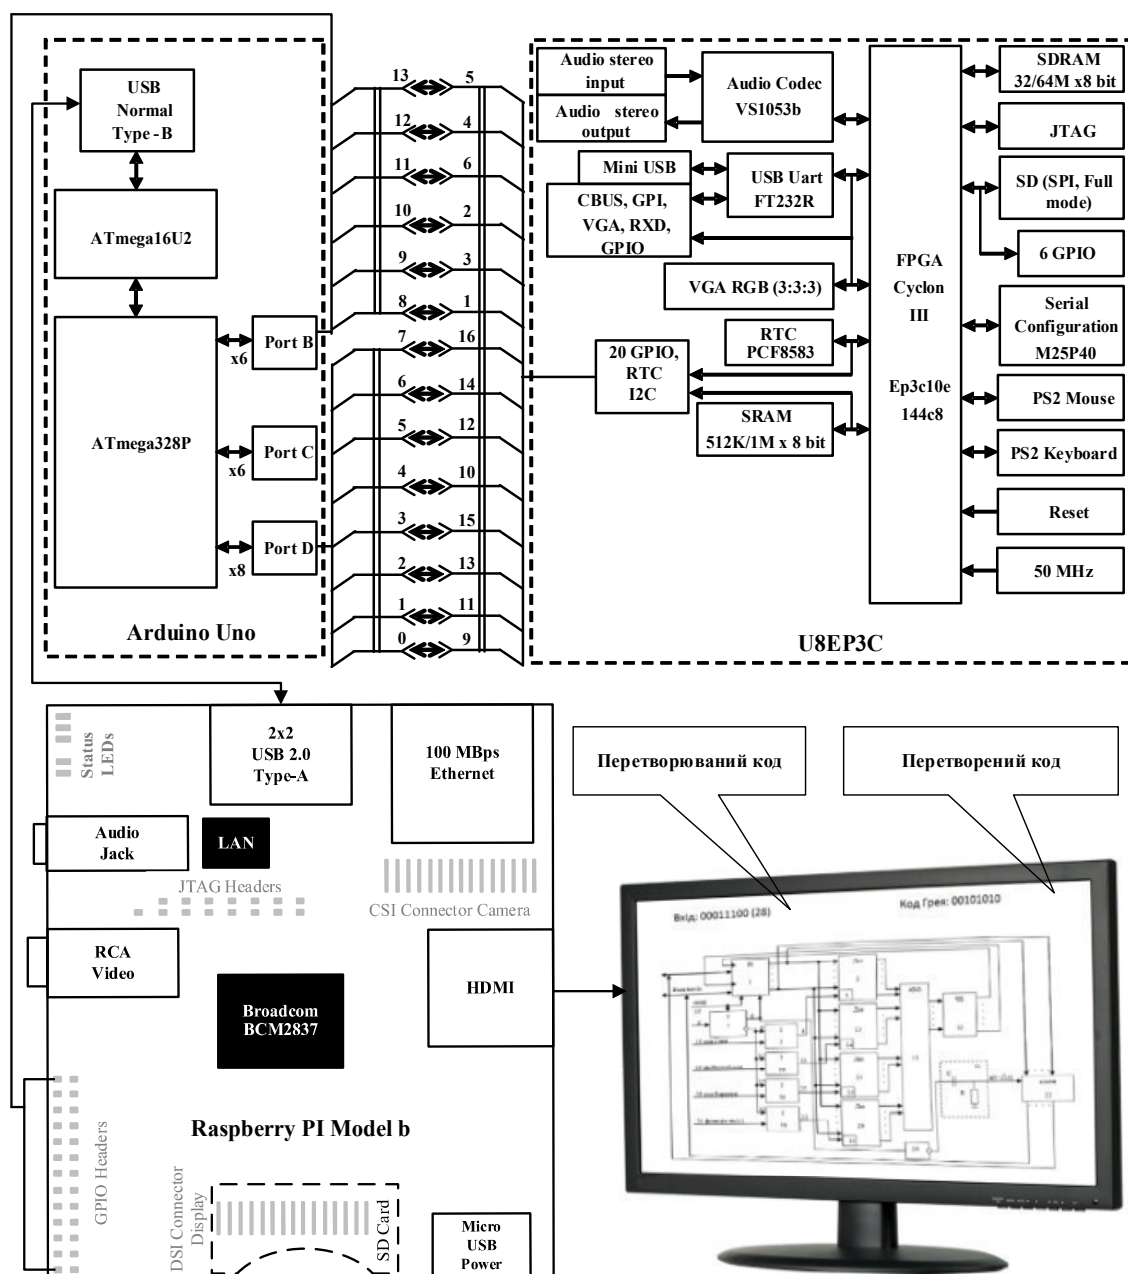 USB
Normal
Type - B
ATmega16U2
ATmega328P
Port B
x6
Port C
x6
Port D
x8
Arduino Uno
13 5
12 4
11 6
10 2
9 3
8 1
7 16
6 14
5 12
4 10
3 15
2 13
1 11
0 9
Audio stereo
input
Audio stereo
output
Audio Codec
VS1053b
Mini USB
CBUS, GPI,
VGA, RXD,
GPIO
USB Uart
FT232R
VGA RGB (3:3:3)
RTC
PCF8583
20 GPIO,
RTC
I2C
SRAM
512K/1M x 8 bit
FPGA
Cyclon
III
Ep3c10e
144c8
SDRAM
32/64M x8 bit
JTAG
SD (SPI, Full
mode)
6 GPIO
Serial
Configuration
M25P40
PS2 Mouse
PS2 Keyboard
Reset
50 MHz
U8EP3C
Status
LEDs
2x2
USB 2.0
Type-A
100 MBps
Ethernet
Audio
Jack
LAN
JTAG Headers
CSI Connector Camera
RCA
Video
Broadcom
BCM2837
HDMI
Raspberry PI Model b
GPIO Headers
DSI Connector
Display
SD Card
Micro
USB
Power
Перетворюваний код
Перетворений код
Вхід: 00011100 (28)
Код Грея: 00101010